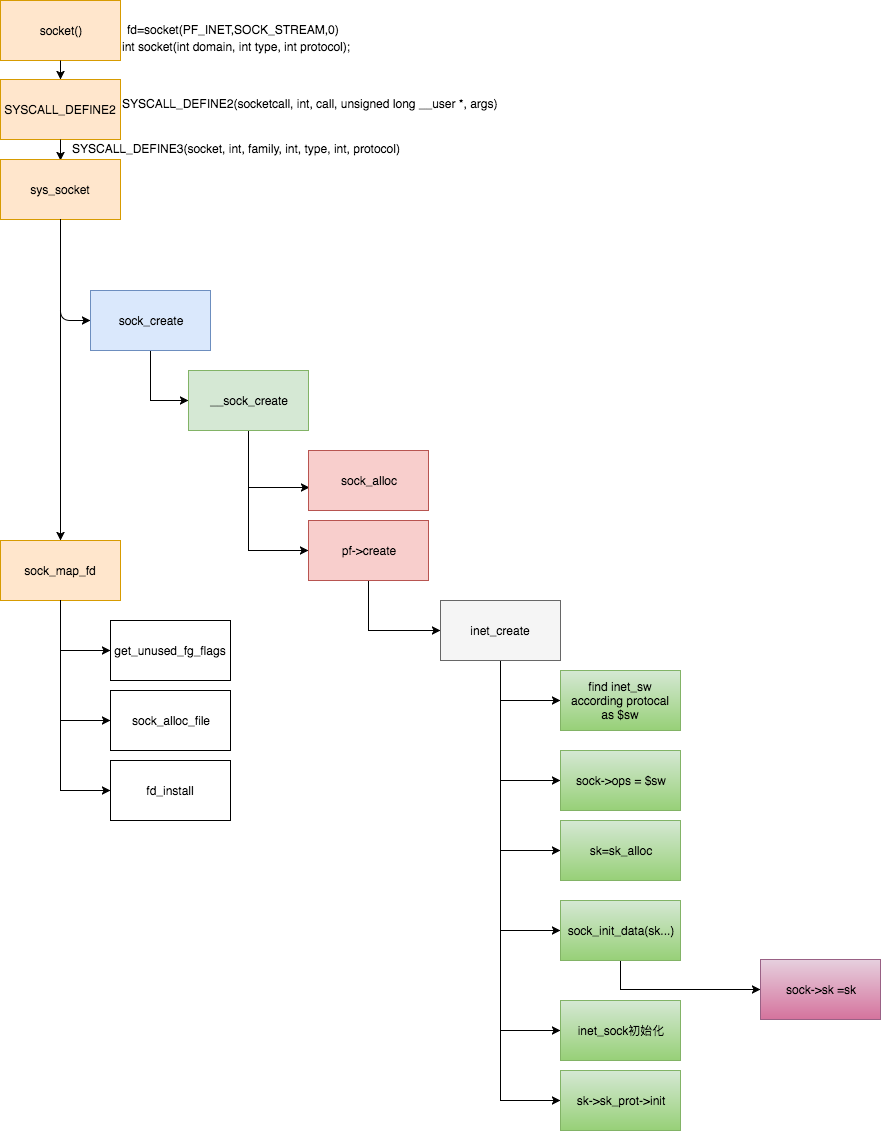 socket()
fd=socket(PF_INET,SOCK_STREAM,0)
int socket(int domain, int type, int protocol);
SYSCALL_DEFINE2
SYSCALL_DEFINE2(socketcall, int, call, unsigned long __user *, args)
SYSCALL_DEFINE3(socket, int, family, int, type, int, protocol)
sys_socket
sock_create
__sock_create
sock_alloc
pf->create
sock_map_fd
inet_create
get_unused_fg_flags
find inet_sw
according protocal
as $sw
sock_alloc_file
sock->ops = $sw
fd_install
sk=sk_alloc
sock_init_data(sk...)
sock->sk =sk
inet_sock初始化
sk->sk_prot->init